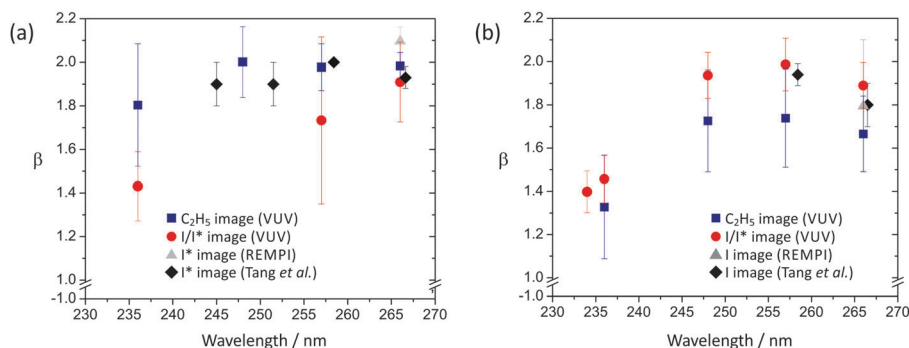 (a)
2.2
2.0
1.8
1.6
1.4
1.2
1.0
-1.0
β
C₂H₅ image (VUV)
I/I* image (VUV)
I* image (REMPI)
I* image (Tang et al.)
230 235 240 245 250 255 260 265 270
Wavelength / nm
(b)
2.2
2.0
1.8
1.6
1.4
1.2
1.0
-1.0
β
C₂H₅ image (VUV)
I/I* image (VUV)
I image (REMPI)
I image (Tang et al.)
230 235 240 245 250 255 260 265 270
Wavelength / nm